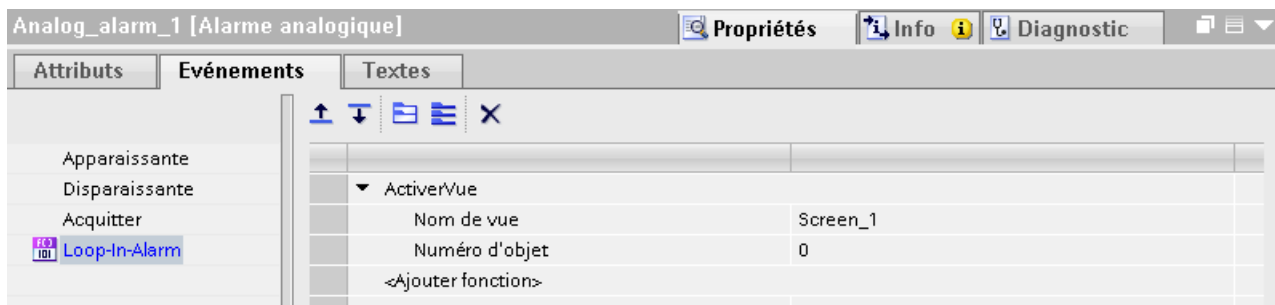 Analog_alarm_1 [Alarme analogique]
Propriétés
Info
Diagnostic
Attributs
Evénements
Textes
Apparaissante
Disparaissante
Acquitter
Loop-In-Alarm
ActiverVue
Nom de vue Screen_1
Numéro d'objet 0
<Ajouter fonction>